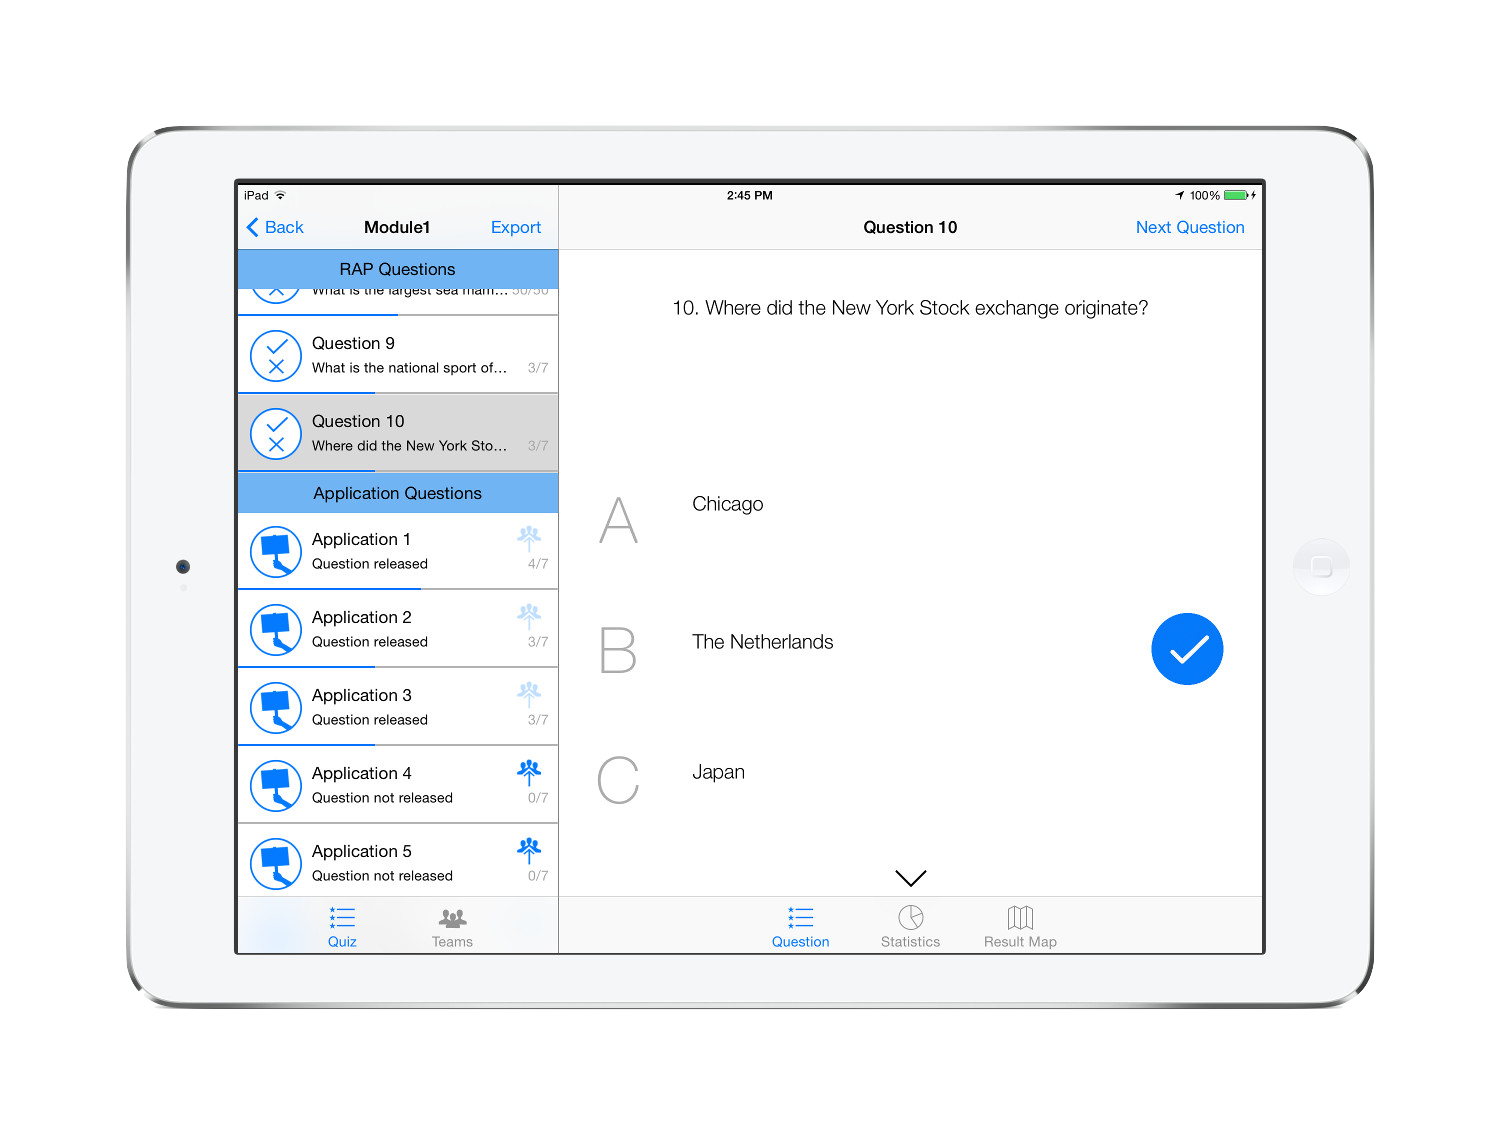 iPad
2:45 PM
100%
Back
Module1
Export
Question 10
Next Question
RAP Questions
What is the largest sea mam... 50/50
Question 9
What is the national sport of... 3/7
Question 10
Where did the New York Sto... 3/7
Application Questions
Application 1
Question released 4/7
Application 2
Question released 3/7
Application 3
Question released 3/7
Application 4
Question not released 0/7
Application 5
Question not released 0/7
Quiz
Teams
10. Where did the New York Stock exchange originate?
A Chicago
B The Netherlands
C Japan
Question
Statistics
Result Map